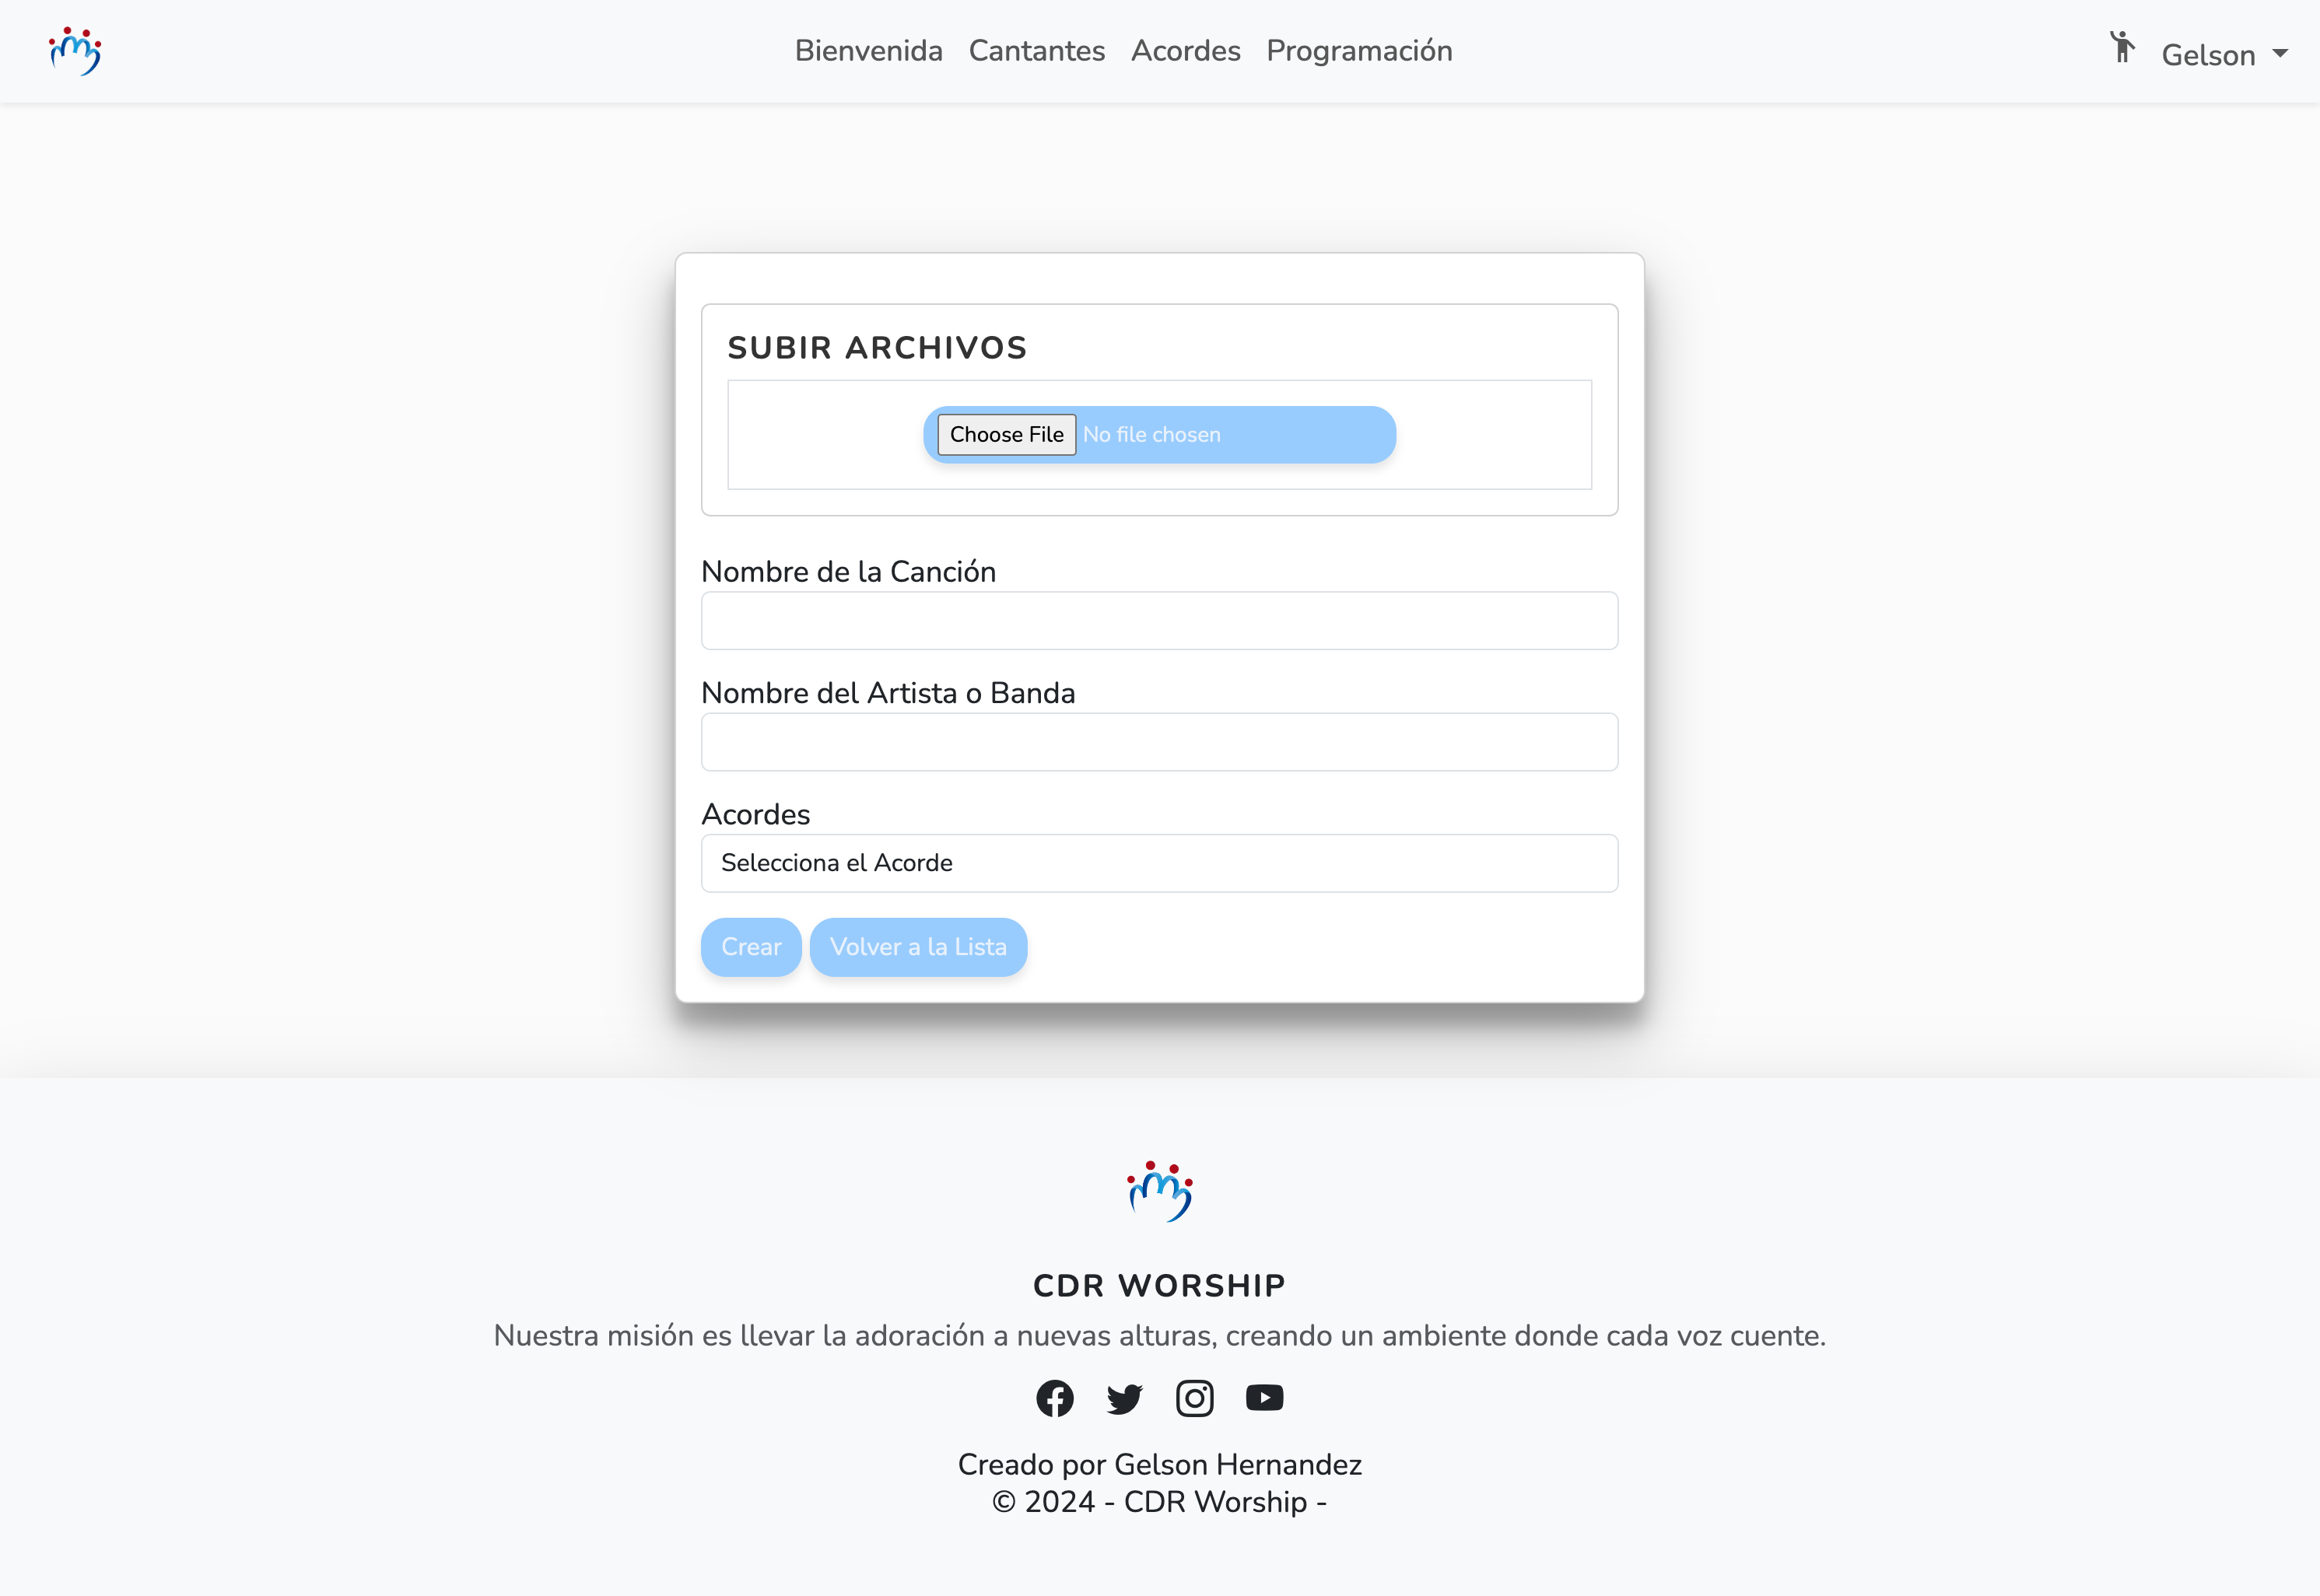 Bienvenida Cantantes Acordes Programación Gelson
SUBIR ARCHIVOS
Choose File No file chosen
Nombre de la Canción
Nombre del Artista o Banda
Acordes
Selecciona el Acorde
Crear Volver a la Lista
CDR WORSHIP
Nuestra misión es llevar la adoración a nuevas alturas, creando un ambiente donde cada voz cuente.
Creado por Gelson Hernandez
© 2024 - CDR Worship -